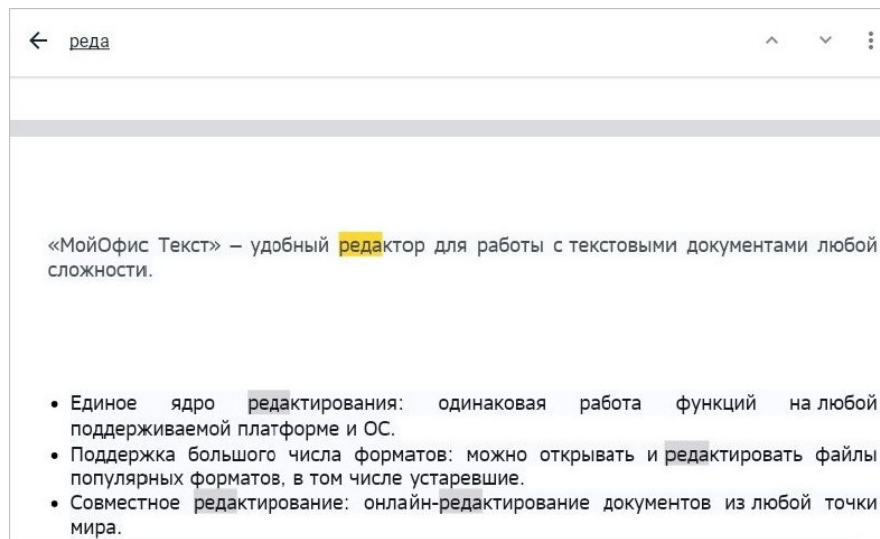 реда
«МойОфис Текст» – удобный редактор для работы с текстовыми документами любой
сложности.
• Единое ядро редактирования: одинаковая работа функций на любой
поддерживаемой платформе и ОС.
• Поддержка большого числа форматов: можно открывать и редактировать файлы
популярных форматов, в том числе устаревшие.
• Совместное редактирование: онлайн-редактирование документов из любой точки
мира.